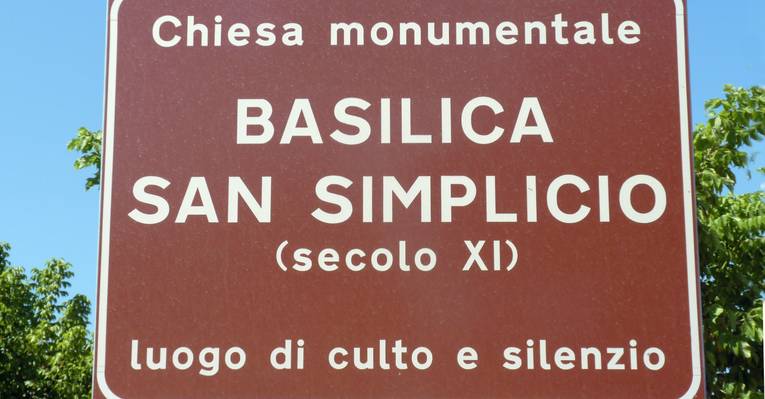 Chiesa monumentale
BASILICA
SAN SIMPLICIO
(secolo XI)
luogo di culto e silenzio